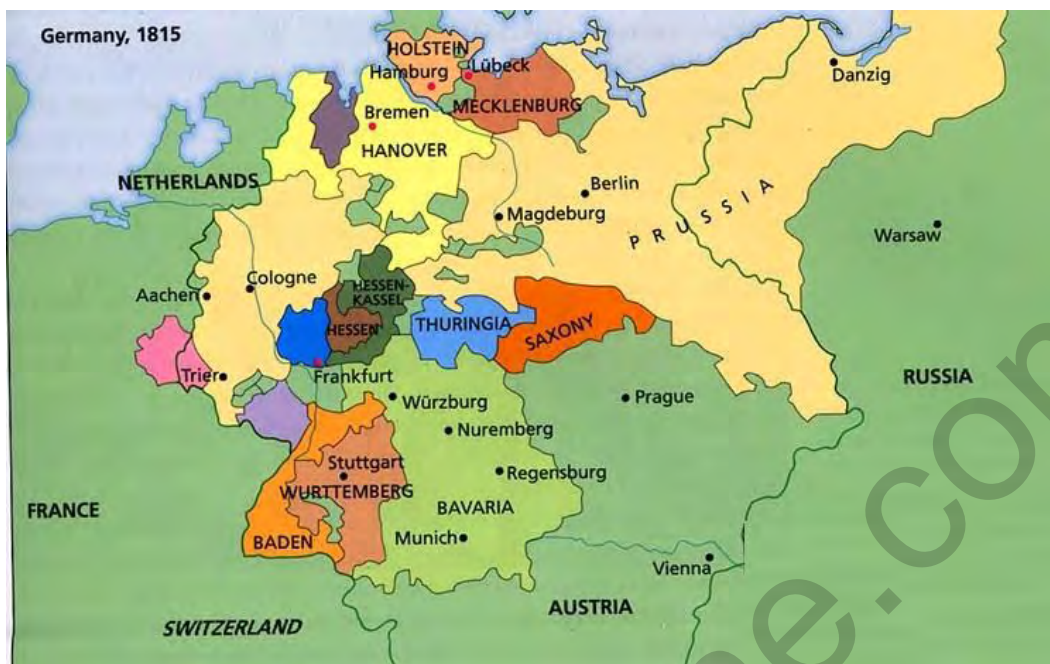 Germany, 1815
HOLSTEIN
Hamburg
Lübeck
Danzig
MECKLENBURG
Bremen
HANOVER
NETHERLANDS
Berlin
PRUSSIA
Magdeburg
Warsaw
Cologne
Aachen
HESSEN-
KASSEL
HESSEN
THURINGIA
SAXONY
Trier
Frankfurt
RUSSIA
Würzburg
Prague
Nuremberg
Stuttgart
Regensburg
WURTTEMBERG
FRANCE
BAVARIA
BADEN
Munich
Vienna
AUSTRIA
SWITZERLAND
e.com